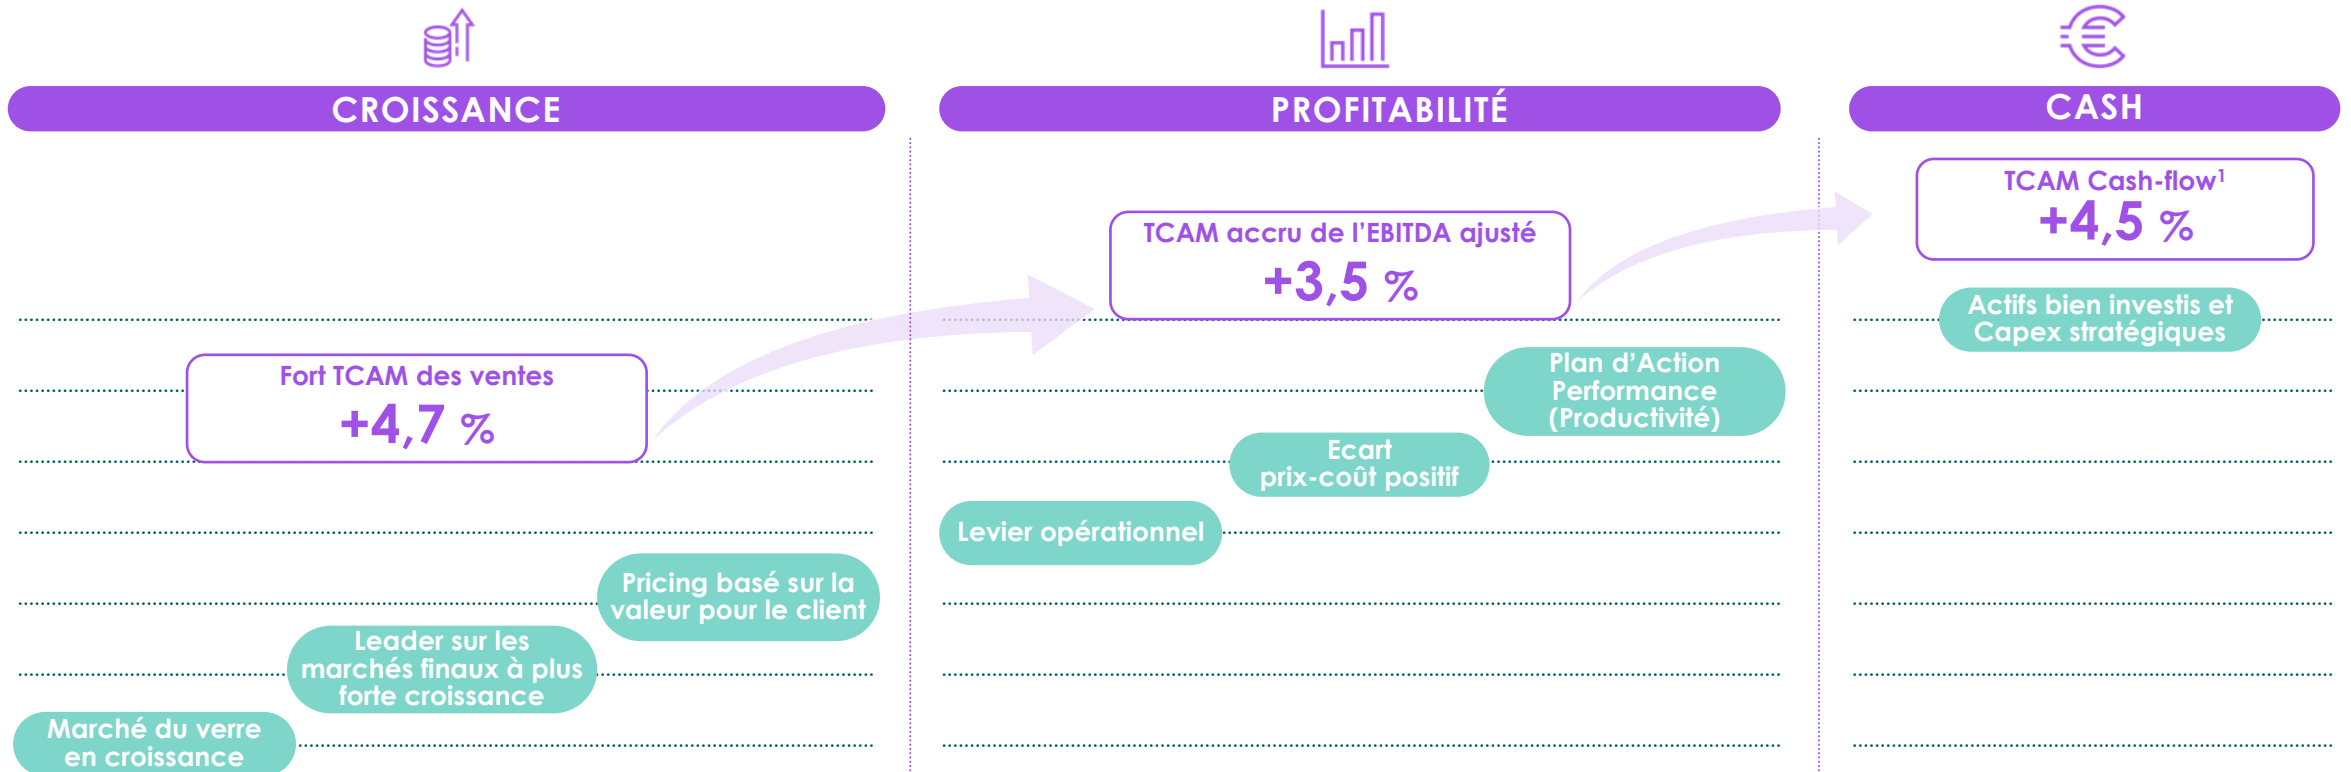 CROISSANCE
Fort TCAM des ventes
+4,7 %
Pricing basé sur la
valeur pour le client
Leader sur les
marchés finaux à plus
forte croissance
Marché du verre
en croissance
PROFITABILITÉ
TCAM accru de l’EBITDA ajusté
+3,5 %
Plan d’Action
Performance
(Productivité)
Ecart
prix-coût positif
Levier opérationnel
CASH
TCAM Cash-flow¹
+4,5 %
Actifs bien investis et
Capex stratégiques